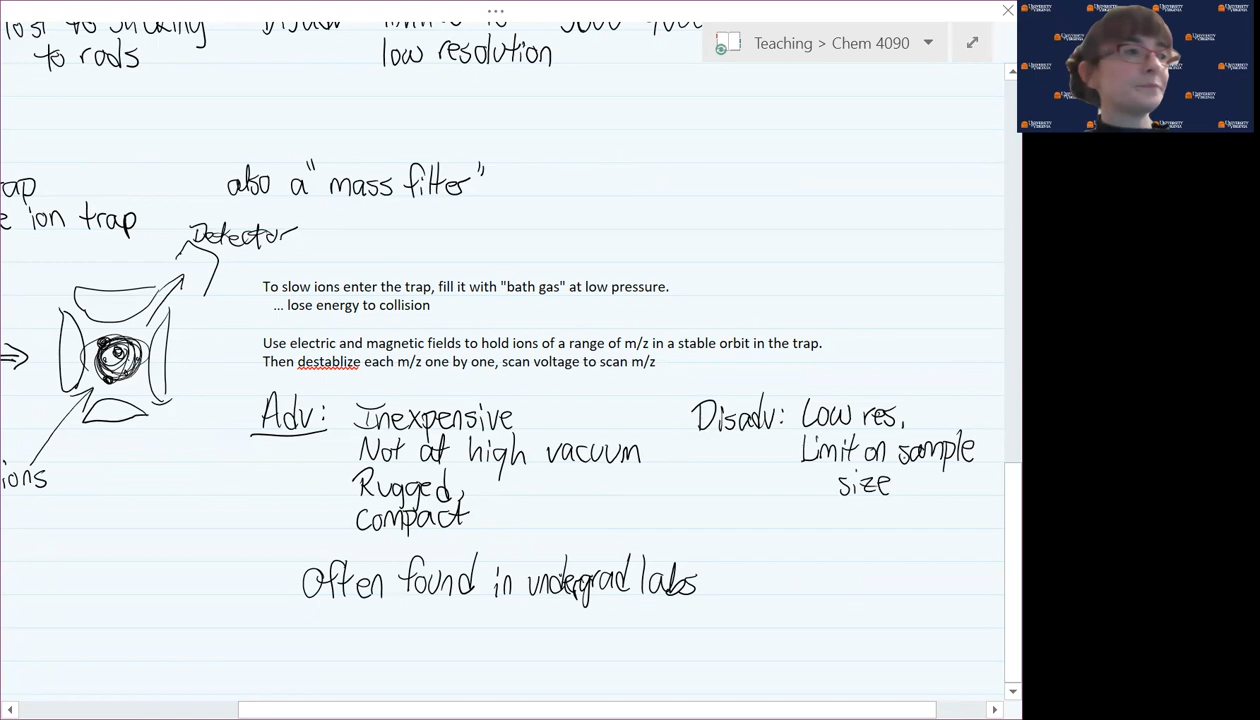 to rods
low resolution
Teaching > Chem 4090
also a "mass filter"
ion trap
Detector
To slow ions enter the trap, fill it with "bath gas" at low pressure.
... lose energy to collision
Use electric and magnetic fields to hold ions of a range of m/z in a stable orbit in the trap.
Then destablize each m/z one by one, scan voltage to scan m/z
Adv: Inexpensive
Not at high vacuum
Rugged,
Compact
Disadv: Low res,
Limit on sample
size
ions
Often found in undergrad labs